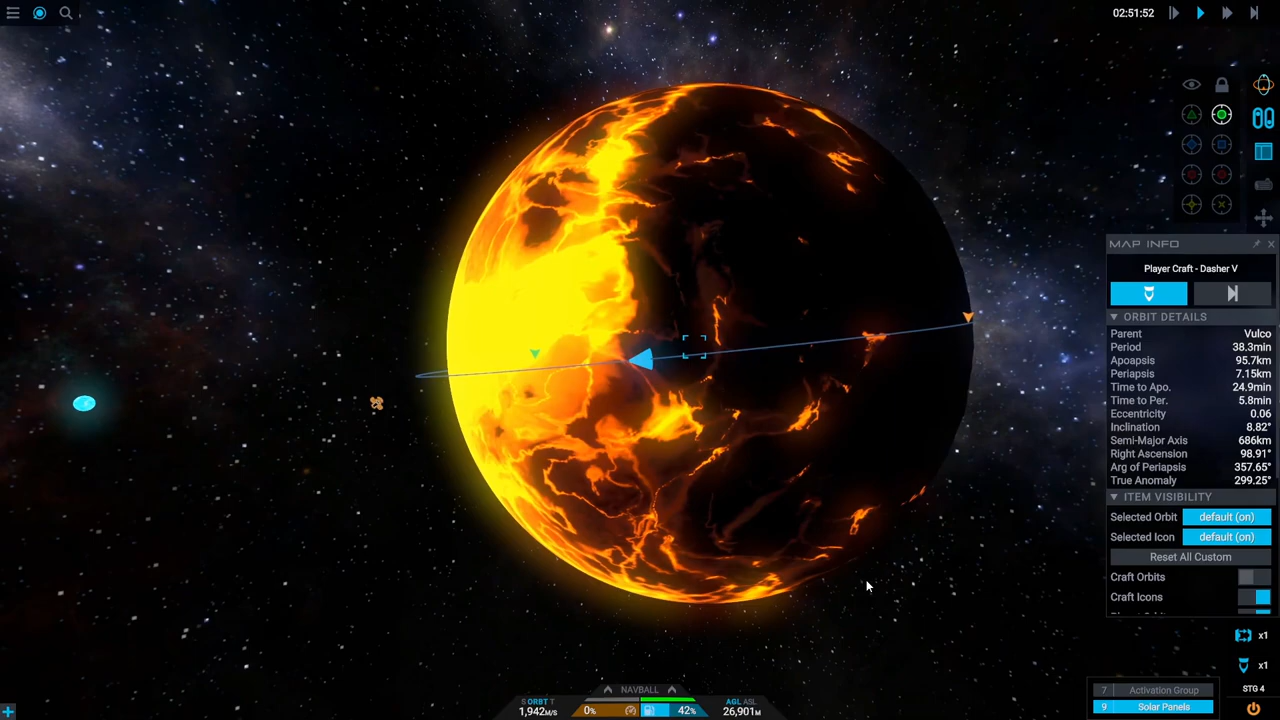 02:51:52
MAP INFO
Player Craft - Dasher V
ORBIT DETAILS
Parent Vulco
Period 38.3min
Apoapsis 95.7km
Periapsis 7.15km
Time to Apo. 24.9min
Time to Per. 5.8min
Eccentricity 0.06
Inclination 8.82°
Semi-Major Axis 686km
Right Ascension 98.91°
Arg of Periapsis 357.65°
True Anomaly 299.25°
ITEM VISIBILITY
Selected Orbit default (on)
Selected Icon default (on)
Reset All Custom
Craft Orbits
Craft Icons
x1
x1
STG 4
7 Activation Group
9 Solar Panels
NAVBALL
S ORBT T
1,942M/S
0%
42%
AGL ASL
26,901M